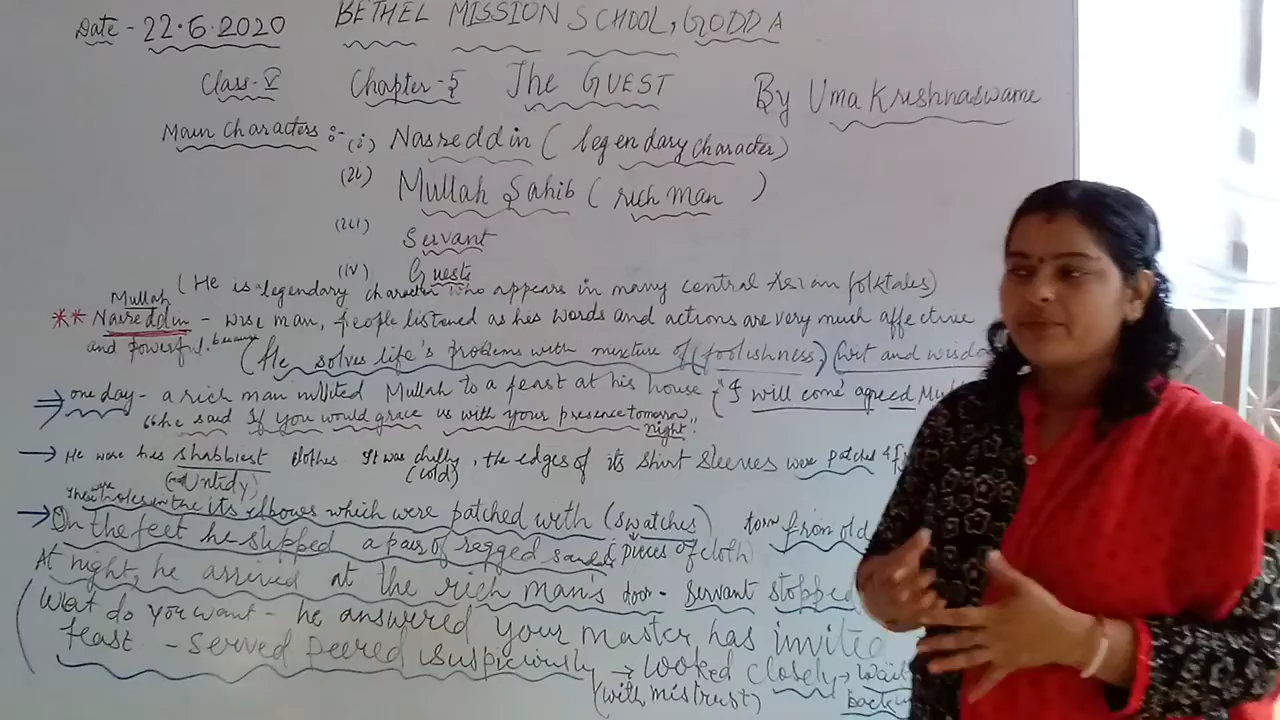 Date - 22.6.2020 BETHEL MISSION SCHOOL, GODDA
Class-V Chapter-5 The GUEST By Uma Krishnaswame
Main Characters :- (i) Nasreddin ( legendary character)
(ii) Mullah Sahib ( rich man )
(iii) Servant
(iv) Guests
( He is legendary character who appears in many central Asian folktales)
Mullah
** Nasreddin - wise man, people listened as his words and actions are very much affective
and powerful. because (He solves life's problems with mixture of (foolishness) (wit and wisdo
⇒ one day - a rich man invited Mullah to a feast at his house ("I will come' agreed Mul
"he said If you would grace us with your presence tomorrow
night"
→ He wore his shabbiest clothes. It was chilly, the edges of its shirt sleeves were patched & f
(Untidy) (cold)
There were holes in the its elbows which were patched with (swatches) torn from old
→ On the feet he slipped a pair of ragged (pieces of cloth)
At night, he arrived at the rich man's door - Servant stopped
(What do you want - he answered your master has invited
feast - Served peered suspiciously → looked closely → Wait
(with mistrust) back